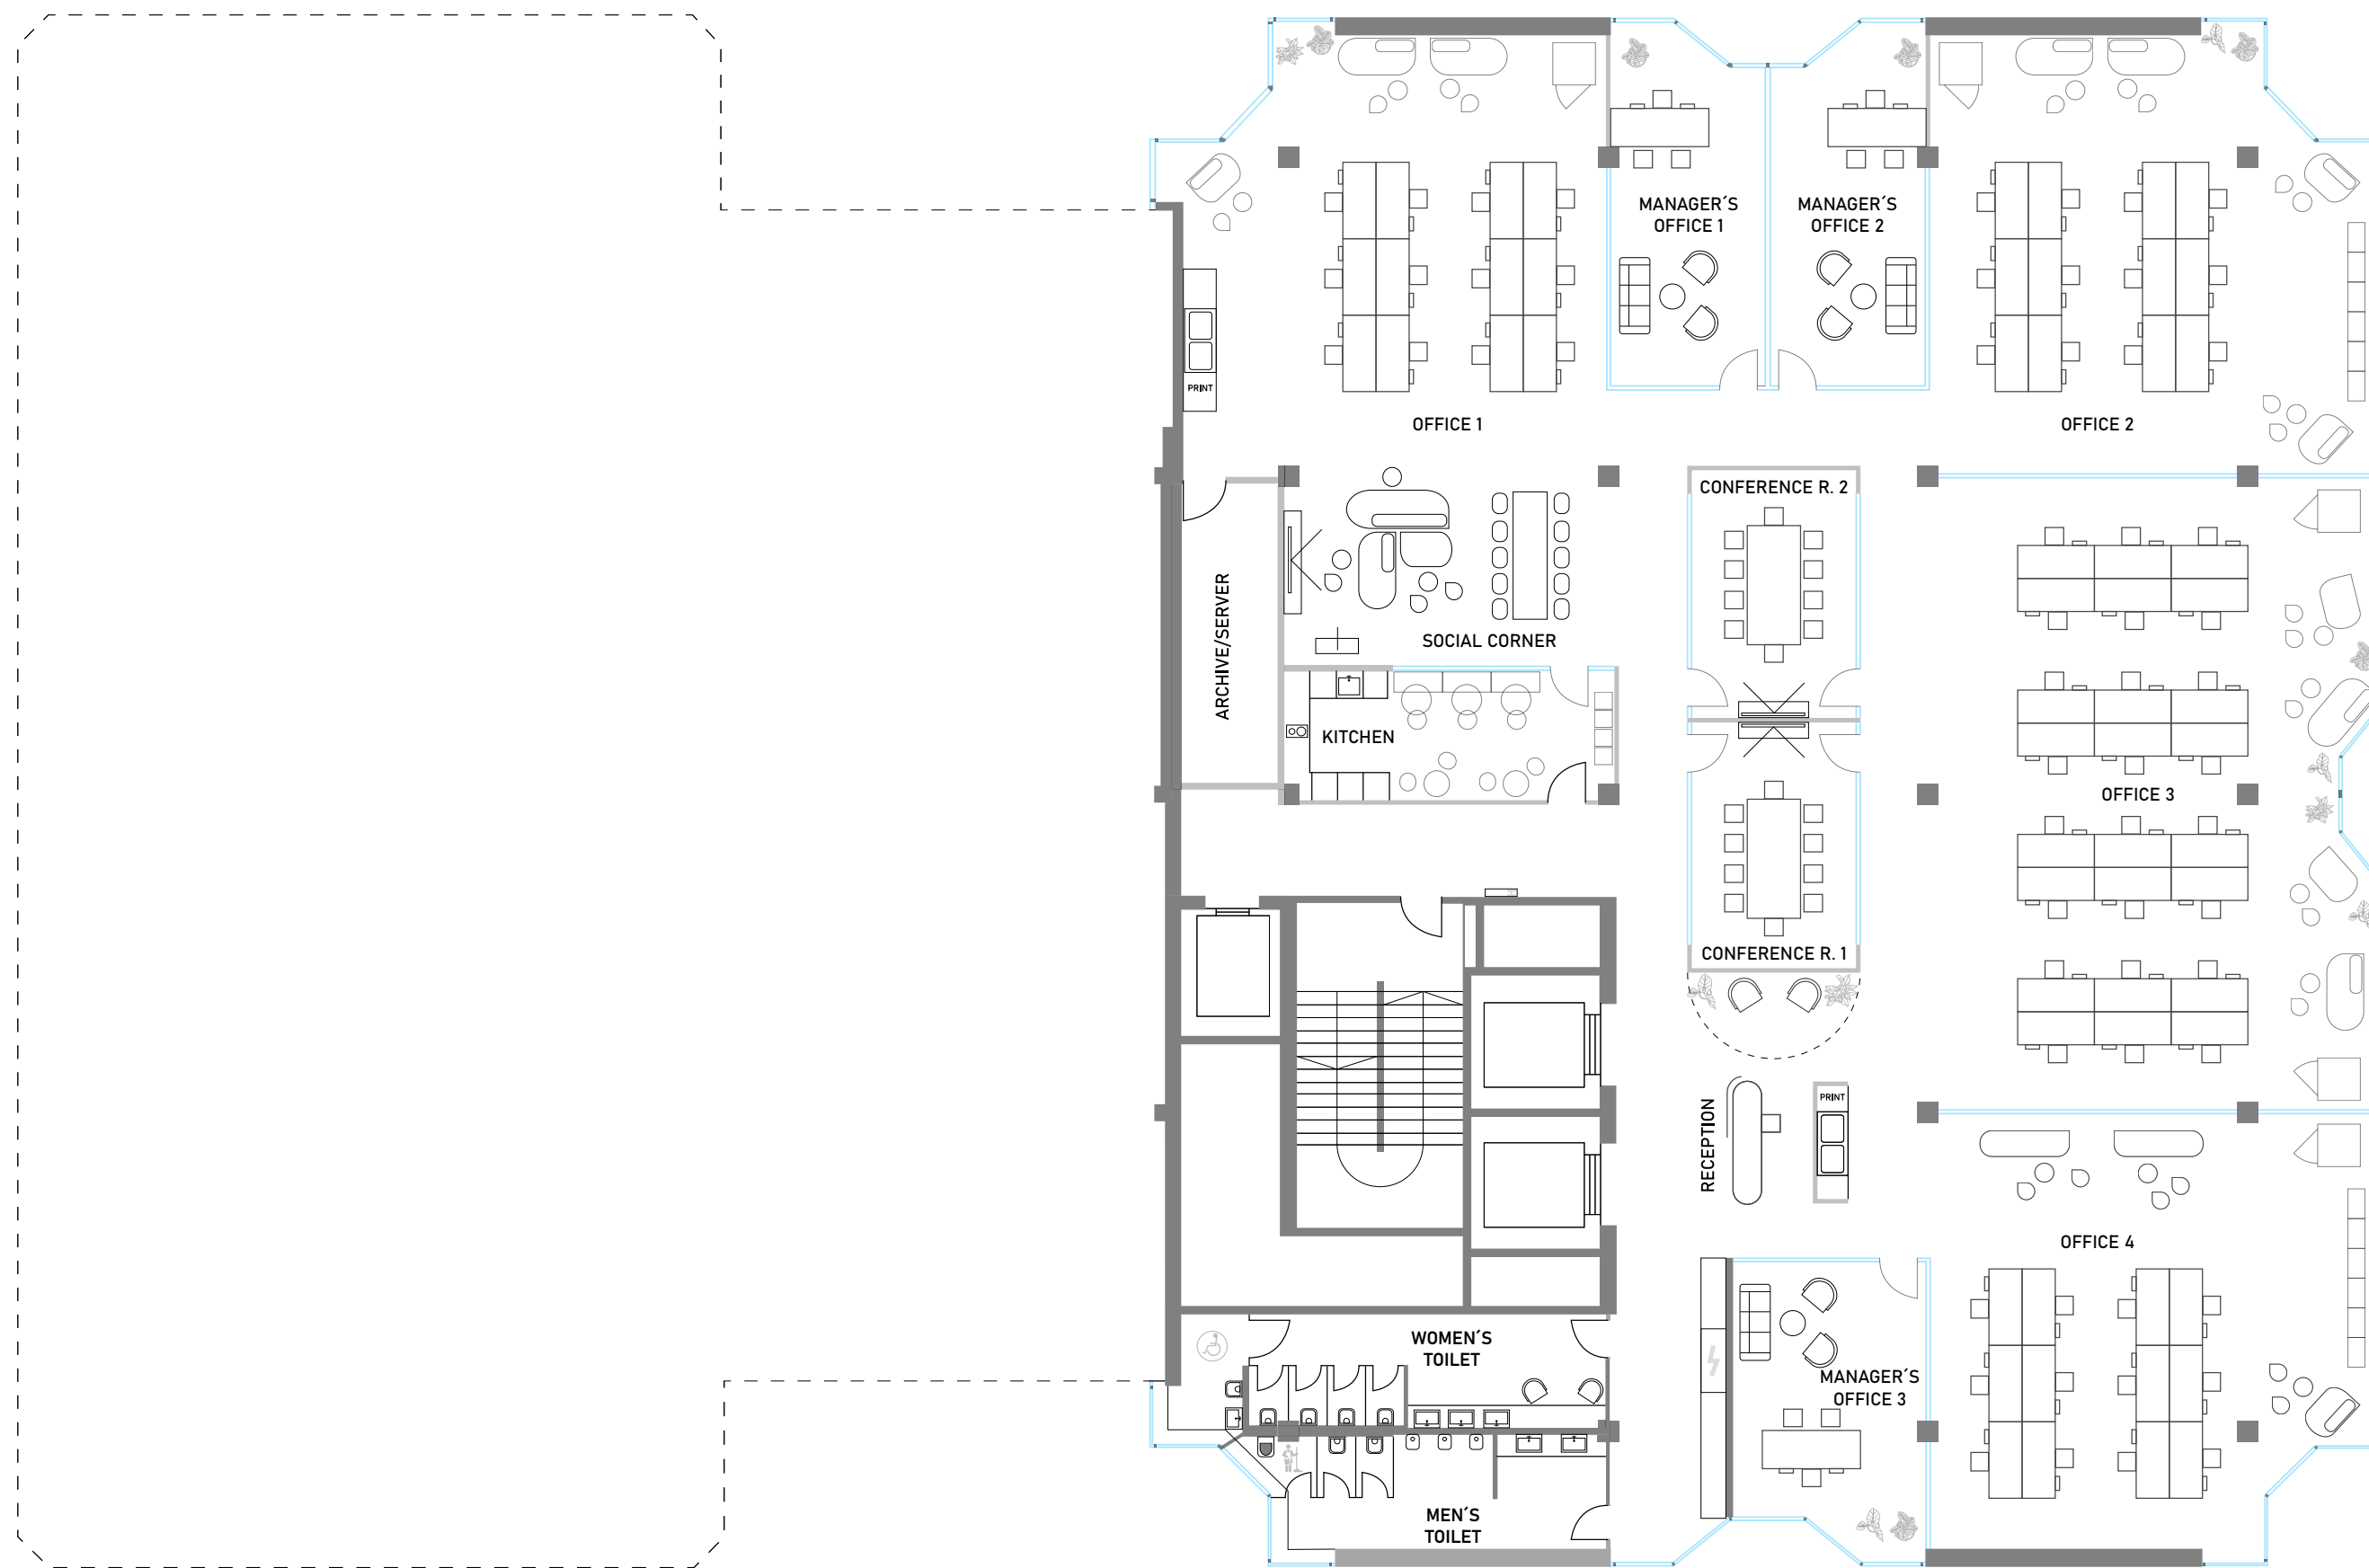 MANAGER´S
OFFICE 1
MANAGER´S
OFFICE 2
PRINT
OFFICE 1
OFFICE 2
CONFERENCE R. 2
ARCHIVE/SERVER
SOCIAL CORNER
KITCHEN
OFFICE 3
CONFERENCE R. 1
RECEPTION
PRINT
OFFICE 4
WOMEN´S
TOILET
MANAGER´S
OFFICE 3
MEN´S
TOILET